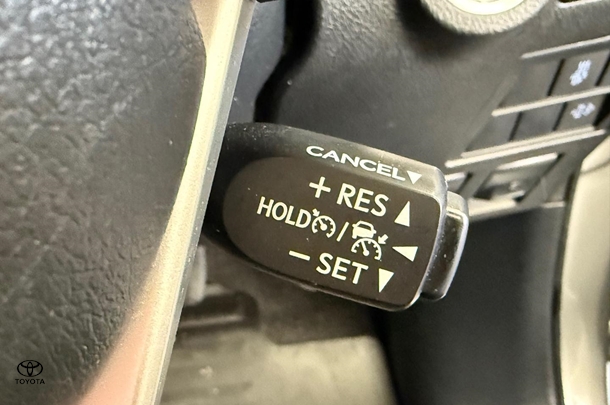 CANCEL▼
+ RES ▲
HOLD /
− SET ▼
TOYOTA